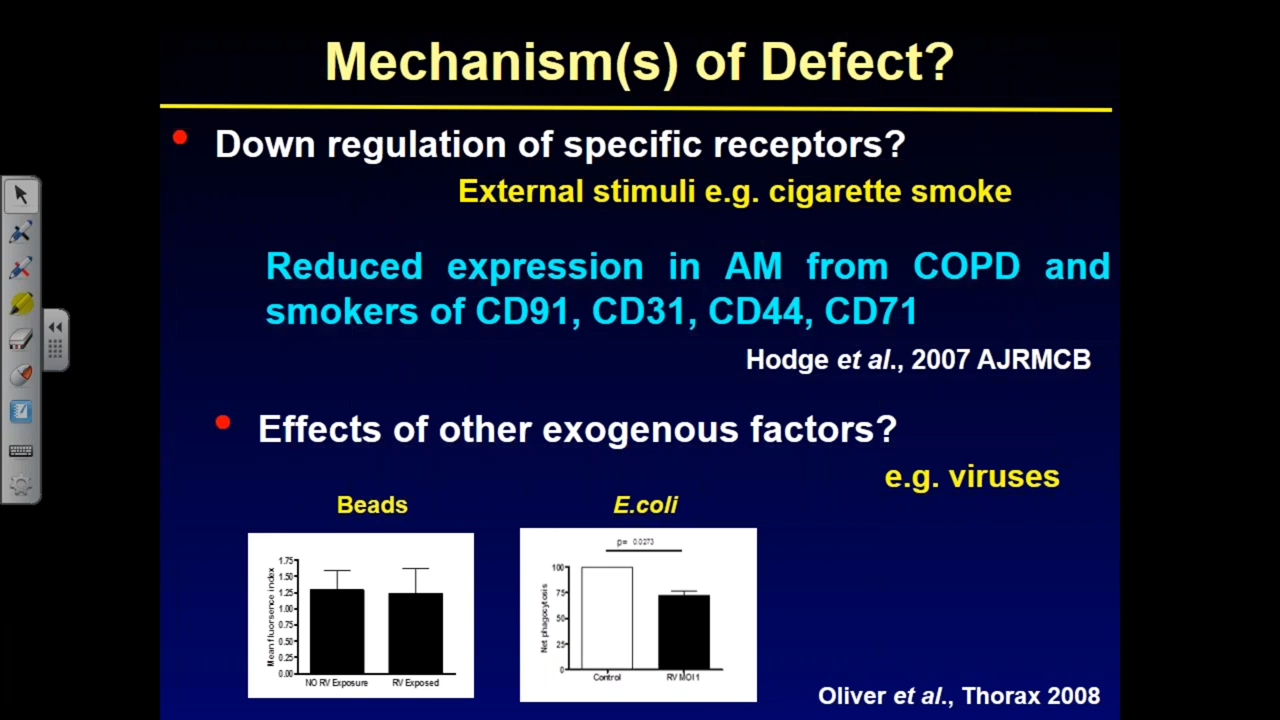 Mechanism(s) of Defect?
Down regulation of specific receptors?
External stimuli e.g. cigarette smoke
Reduced expression in AM from COPD and
smokers of CD91, CD31, CD44, CD71
Hodge et al., 2007 AJRMCB
Effects of other exogenous factors?
e.g. viruses
Beads
Mean fluorsence index
1.75
1.50
1.25
1.00
0.75
0.50
0.25
0.00
NO RV Exposure
RV Exposed
E.coli
p= 0.0273
Net phagocytosis
100
75
50
25
0
Control
RV MOI 1
Oliver et al., Thorax 2008